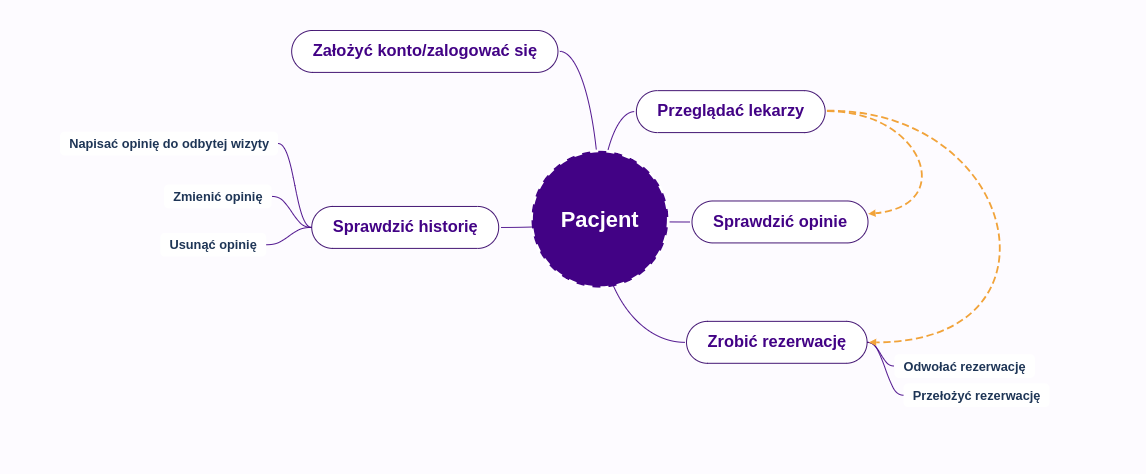 Założyć konto/zalogować się
Przeglądać lekarzy
Napisać opinię do odbytej wizyty
Zmienić opinię
Usunąć opinię
Sprawdzić historię
Pacjent
Sprawdzić opinie
Zrobić rezerwację
Odwołać rezerwację
Przełożyć rezerwację